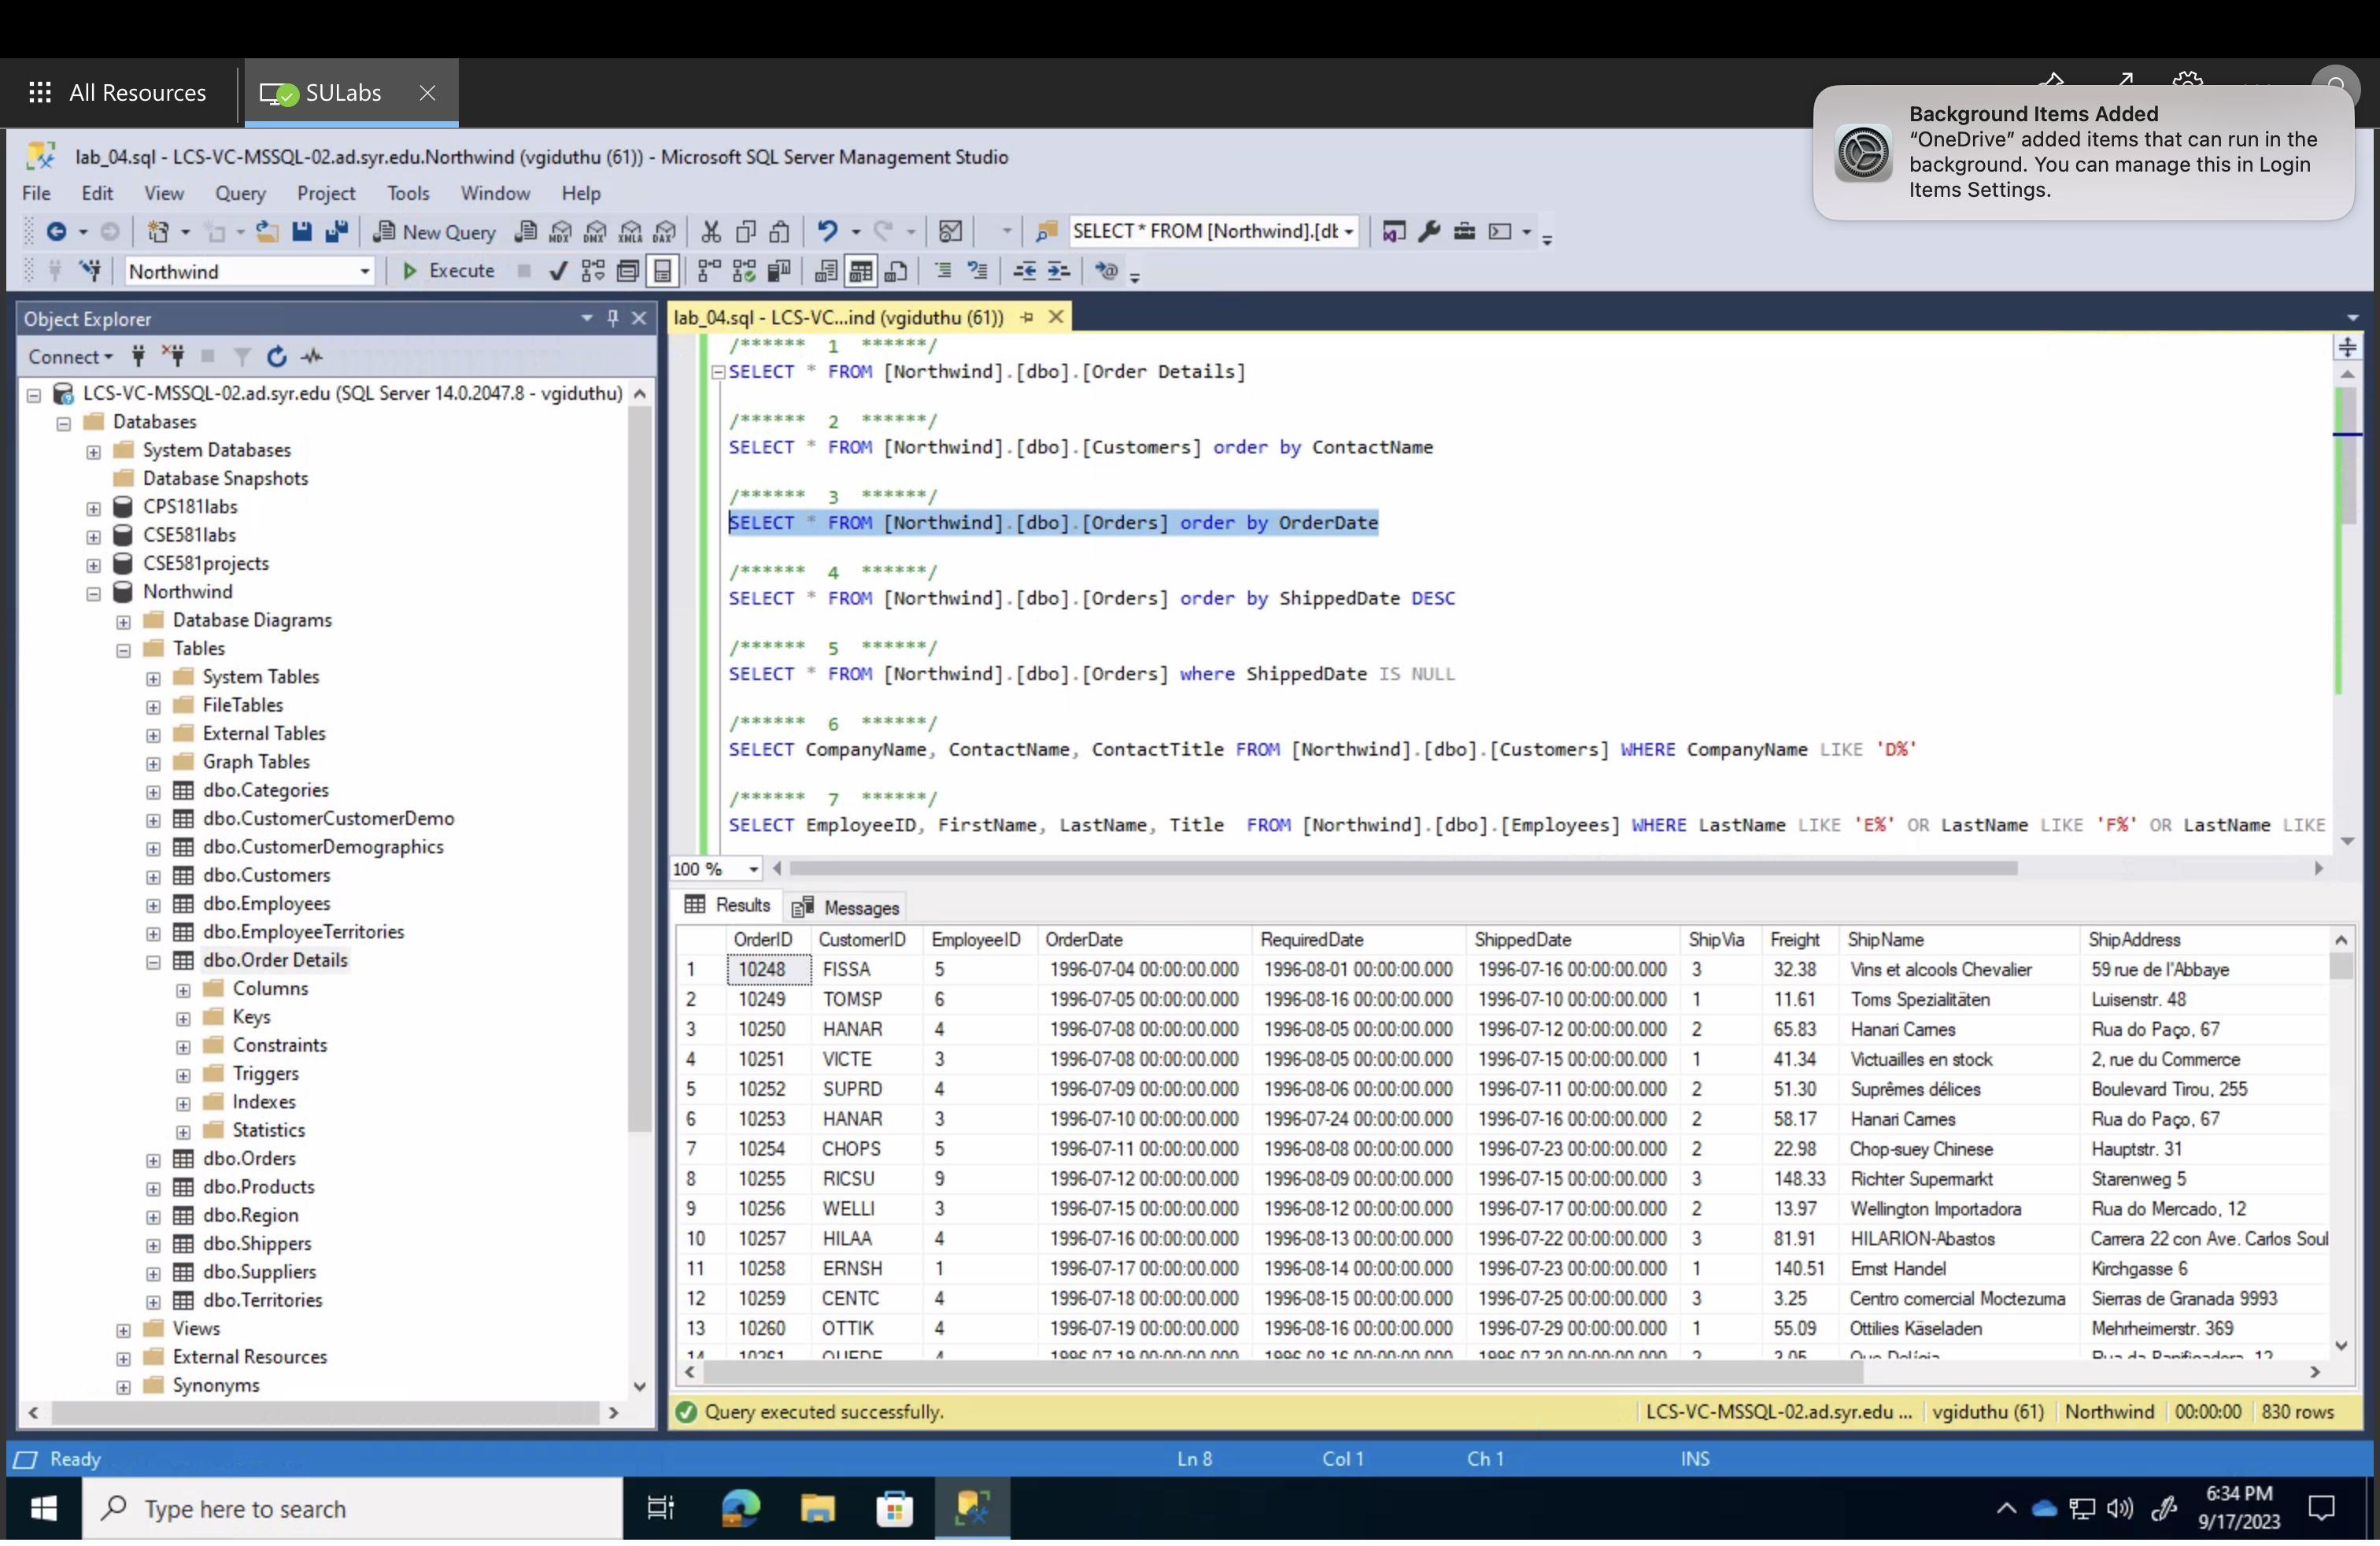 All Resources
SULabs
Background Items Added
“OneDrive” added items that can run in the
background. You can manage this in Login
Items Settings.
lab_04.sql - LCS-VC-MSSQL-02.ad.syr.edu.Northwind (vgiduthu (61)) - Microsoft SQL Server Management Studio
File Edit View Query Project Tools Window Help
New Query MDX DMX XMLA DAX SELECT * FROM [Northwind].[dt
Northwind Execute
Object Explorer
Connect
LCS-VC-MSSQL-02.ad.syr.edu (SQL Server 14.0.2047.8 - vgiduthu)
Databases
System Databases
Database Snapshots
CPS181labs
CSE581labs
CSE581projects
Northwind
Database Diagrams
Tables
System Tables
FileTables
External Tables
Graph Tables
dbo.Categories
dbo.CustomerCustomerDemo
dbo.CustomerDemographics
dbo.Customers
dbo.Employees
dbo.EmployeeTerritories
dbo.Order Details
Columns
Keys
Constraints
Triggers
Indexes
Statistics
dbo.Orders
dbo.Products
dbo.Region
dbo.Shippers
dbo.Suppliers
dbo.Territories
Views
External Resources
Synonyms
lab_04.sql - LCS-VC...ind (vgiduthu (61))
/****** 1 ******/
SELECT * FROM [Northwind].[dbo].[Order Details]
/****** 2 ******/
SELECT * FROM [Northwind].[dbo].[Customers] order by ContactName
/****** 3 ******/
SELECT * FROM [Northwind].[dbo].[Orders] order by OrderDate
/****** 4 ******/
SELECT * FROM [Northwind].[dbo].[Orders] order by ShippedDate DESC
/****** 5 ******/
SELECT * FROM [Northwind].[dbo].[Orders] where ShippedDate IS NULL
/****** 6 ******/
SELECT CompanyName, ContactName, ContactTitle FROM [Northwind].[dbo].[Customers] WHERE CompanyName LIKE 'D%'
/****** 7 ******/
SELECT EmployeeID, FirstName, LastName, Title FROM [Northwind].[dbo].[Employees] WHERE LastName LIKE 'E%' OR LastName LIKE 'F%' OR LastName LIKE
100 %
Results Messages
OrderID CustomerID EmployeeID OrderDate RequiredDate ShippedDate ShipVia Freight ShipName ShipAddress
1 10248 FISSA 5 1996-07-04 00:00:00.000 1996-08-01 00:00:00.000 1996-07-16 00:00:00.000 3 32.38 Vins et alcools Chevalier 59 rue de l'Abbaye
2 10249 TOMSP 6 1996-07-05 00:00:00.000 1996-08-16 00:00:00.000 1996-07-10 00:00:00.000 1 11.61 Toms Spezialitäten Luisenstr. 48
3 10250 HANAR 4 1996-07-08 00:00:00.000 1996-08-05 00:00:00.000 1996-07-12 00:00:00.000 2 65.83 Hanari Carnes Rua do Paço, 67
4 10251 VICTE 3 1996-07-08 00:00:00.000 1996-08-05 00:00:00.000 1996-07-15 00:00:00.000 1 41.34 Victuailles en stock 2, rue du Commerce
5 10252 SUPRD 4 1996-07-09 00:00:00.000 1996-08-06 00:00:00.000 1996-07-11 00:00:00.000 2 51.30 Suprêmes délices Boulevard Tirou, 255
6 10253 HANAR 3 1996-07-10 00:00:00.000 1996-07-24 00:00:00.000 1996-07-16 00:00:00.000 2 58.17 Hanari Carnes Rua do Paço, 67
7 10254 CHOPS 5 1996-07-11 00:00:00.000 1996-08-08 00:00:00.000 1996-07-23 00:00:00.000 2 22.98 Chop-suey Chinese Hauptstr. 31
8 10255 RICSU 9 1996-07-12 00:00:00.000 1996-08-09 00:00:00.000 1996-07-15 00:00:00.000 3 148.33 Richter Supermarkt Starenweg 5
9 10256 WELLI 3 1996-07-15 00:00:00.000 1996-08-12 00:00:00.000 1996-07-17 00:00:00.000 2 13.97 Wellington Importadora Rua do Mercado, 12
10 10257 HILAA 4 1996-07-16 00:00:00.000 1996-08-13 00:00:00.000 1996-07-22 00:00:00.000 3 81.91 HILARION-Abastos Carrera 22 con Ave. Carlos Soul
11 10258 ERNSH 1 1996-07-17 00:00:00.000 1996-08-14 00:00:00.000 1996-07-23 00:00:00.000 1 140.51 Ernst Handel Kirchgasse 6
12 10259 CENTC 4 1996-07-18 00:00:00.000 1996-08-15 00:00:00.000 1996-07-25 00:00:00.000 3 3.25 Centro comercial Moctezuma Sierras de Granada 9993
13 10260 OTTIK 4 1996-07-19 00:00:00.000 1996-08-16 00:00:00.000 1996-07-29 00:00:00.000 1 55.09 Ottilies Käseladen Mehrheimerstr. 369
14 10261 4 1996-07-19 00:00:00.000 1996-08-16 00:00:00.000 1996-07-30 00:00:00.000 2 3.05
Query executed successfully. LCS-VC-MSSQL-02.ad.syr.edu ... vgiduthu (61) Northwind 00:00:00 830 rows
Ready Ln 8 Col 1 Ch 1 INS
Type here to search
6:34 PM
9/17/2023